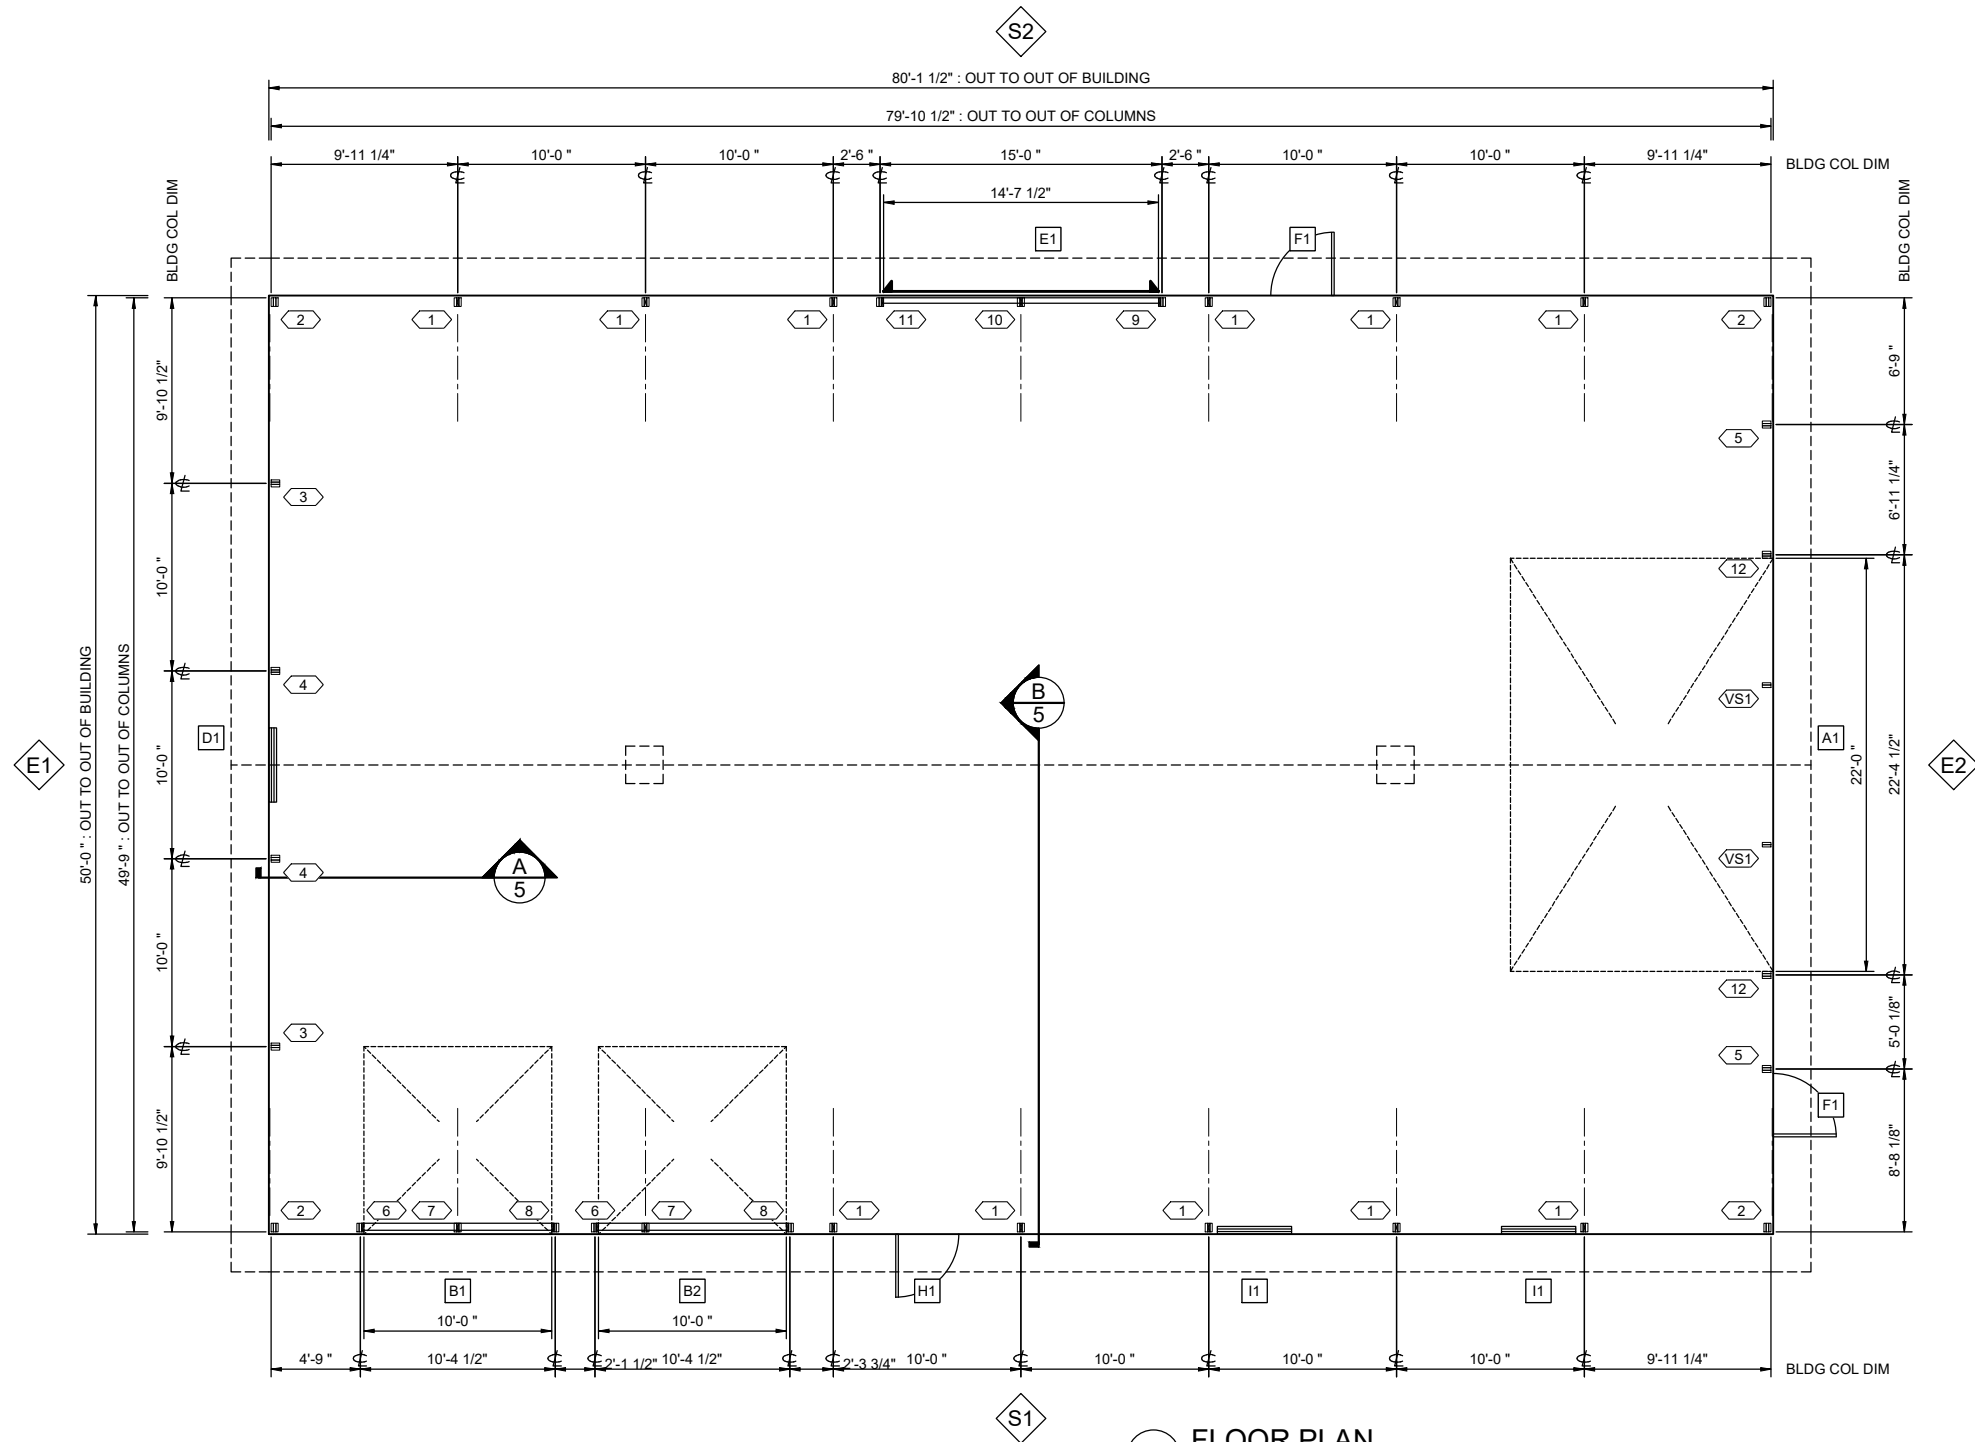 S2
80'-1 1/2" : OUT TO OUT OF BUILDING
79'-10 1/2" : OUT TO OUT OF COLUMNS
9'-11 1/4" 10'-0 " 10'-0 " 2'-6 " 15'-0 " 2'-6 " 10'-0 " 10'-0 " 9'-11 1/4" BLDG COL DIM
14'-7 1/2"
BLDG COL DIM
BLDG COL DIM
E1 F1
2 1 1 1 11 10 9 1 1 1 2
9'-10 1/2"
6'-9 "
5
6'-11 1/4"
3
10'-0 "
12
4
B
5
VS1
D1
A1
E1
E2
50'-0 " : OUT TO OUT OF BUILDING
49'-9 " : OUT TO OUT OF COLUMNS
10'-0 "
22'-0 "
22'-4 1/2"
VS1
4
A
5
10'-0 "
12
5'-0 1/8"
3
5
F1
9'-10 1/2"
8'-8 1/8"
2 6 7 8 6 7 8 1 1 1 1 1 2
B1 B2 H1 I1 I1
10'-0 " 10'-0 "
4'-9 " 10'-4 1/2" 2'-1 1/2" 10'-4 1/2" 2'-3 3/4" 10'-0 " 10'-0 " 10'-0 " 10'-0 " 9'-11 1/4" BLDG COL DIM
S1
FLOOR PLAN